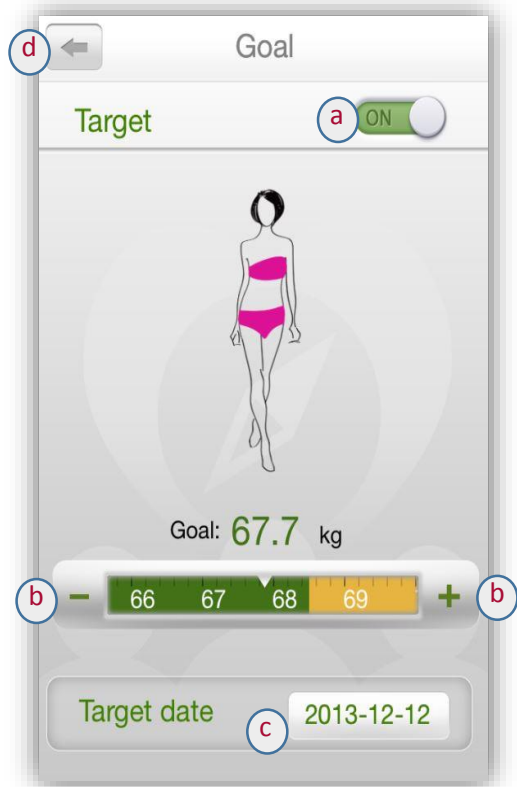 d Goal
Target a ON
Goal: 67.7 kg
b − 66 67 68 69 + b
Target date c 2013-12-12